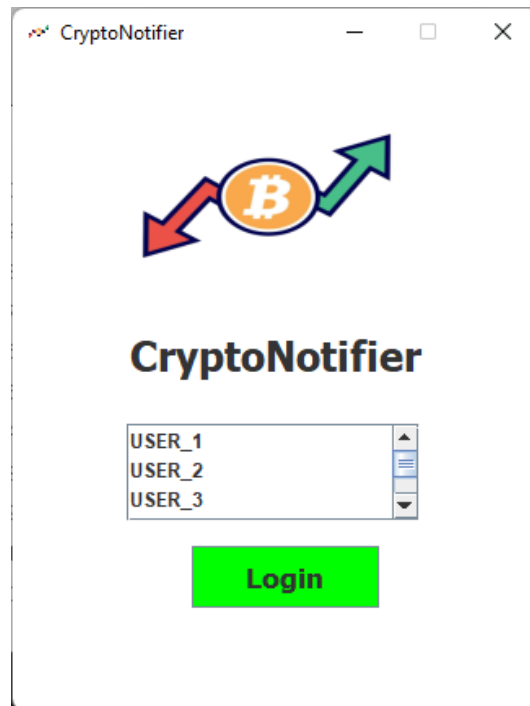 CryptoNotifier
CryptoNotifier
USER_1
USER_2
USER_3
Login